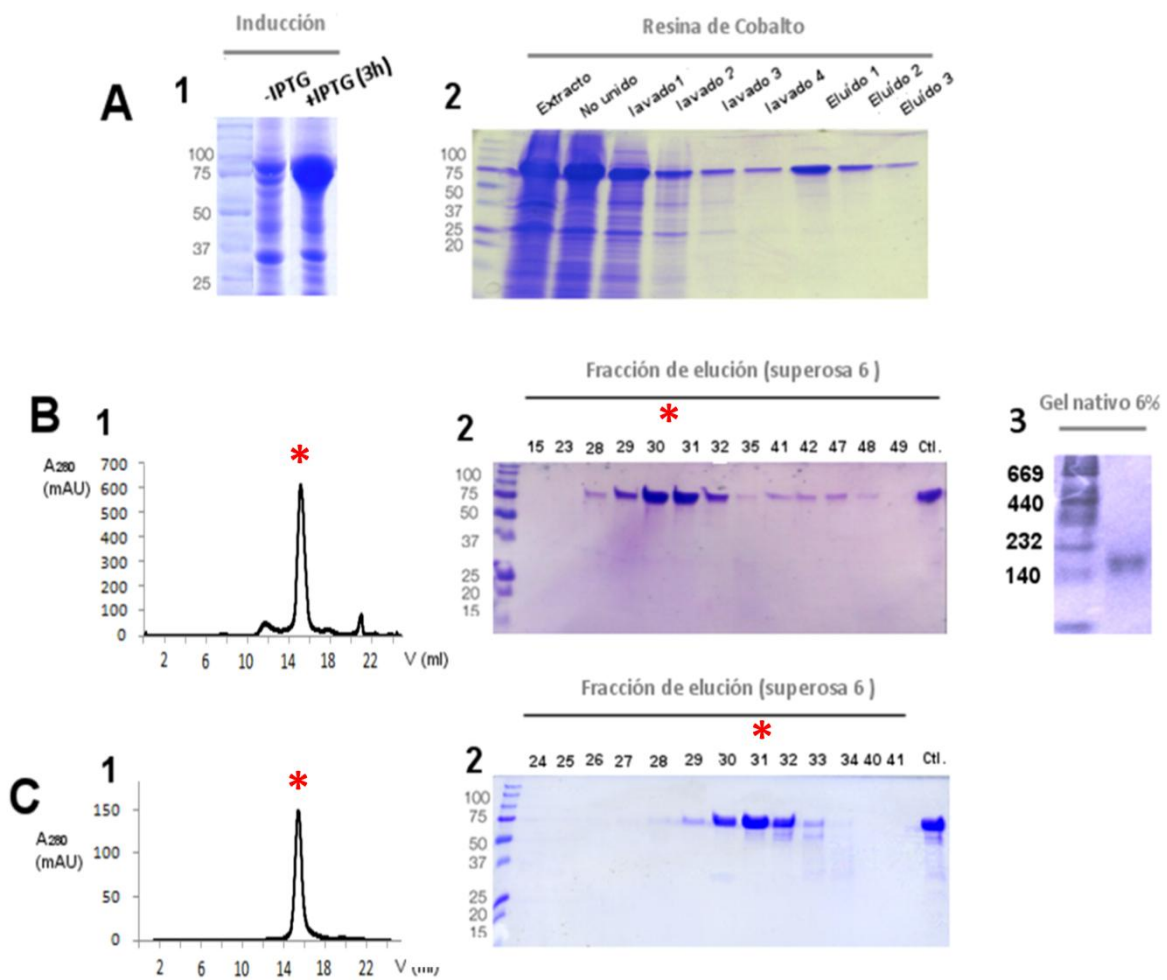 Inducción
Resina de Cobalto
A
1
-IPTG
+IPTG (3h)
2
Extracto
No unido
lavado1
lavado 2
lavado 3
lavado 4
Eluído 1
Eluído 2
Eluído 3
100
75
50
37
25
100
75
50
37
25
20
Fracción de elución (superosa 6 )
*
B
1
*
2
3
Gel nativo 6%
15 23 28 29 30 31 32 35 41 42 47 48 49 Ctl.
A280
(mAU)
700
600
500
400
300
200
100
0
2 6 10 14 18 22 V (ml)
100
75
50
37
25
20
15
669
440
232
140
Fracción de elución (superosa 6 )
*
C
1
*
2
24 25 26 27 28 29 30 31 32 33 34 40 41 Ctl.
A280
(mAU)
150
100
50
0
2 6 10 14 18 22 V (ml)
100
75
50
37
25
20
15